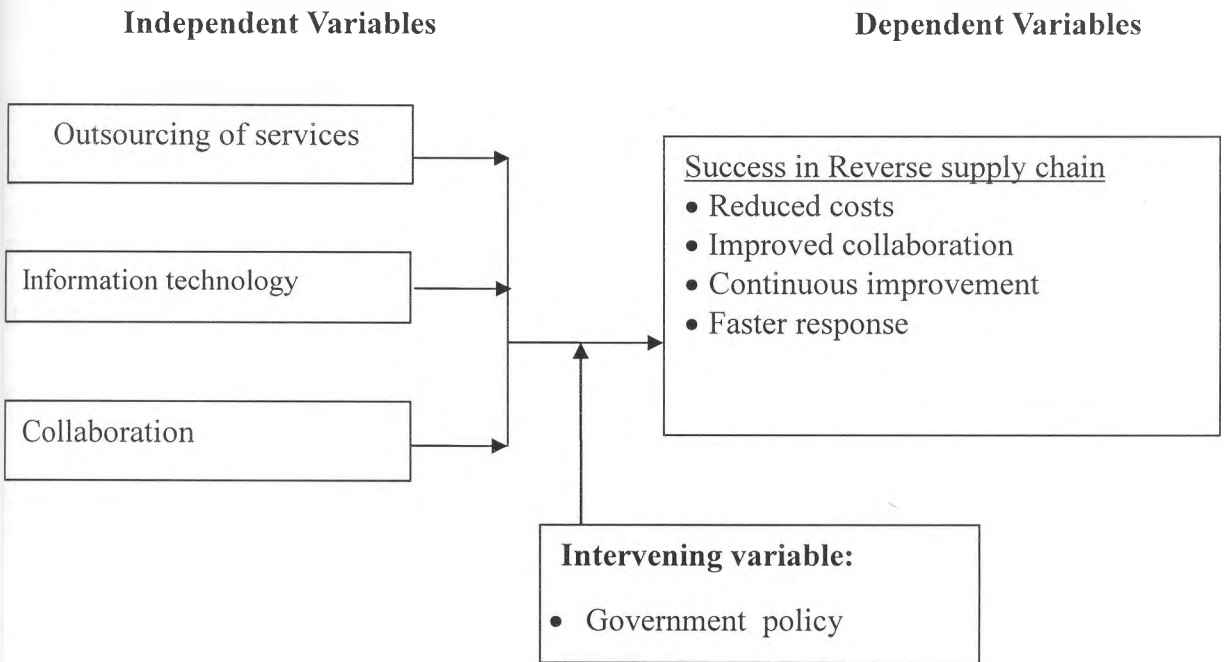 Independent Variables
Dependent Variables
Outsourcing of services
Information technology
Collaboration
Success in Reverse supply chain
• Reduced costs
• Improved collaboration
• Continuous improvement
• Faster response
Intervening variable:
• Government policy